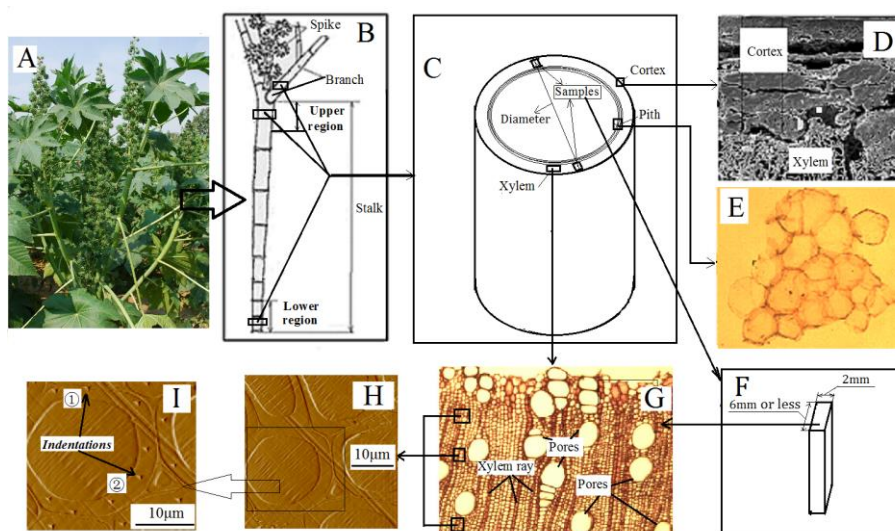 A
Spike
B
Branch
Upper
region
Stalk
Lower
region
C
Cortex
Samples
Diameter
Pith
Xylem
D
Cortex
Xylem
E
F
2mm
6mm or less
G
Pores
Xylem ray
Pores
H
10μm
I
①
Indentations
②
10μm